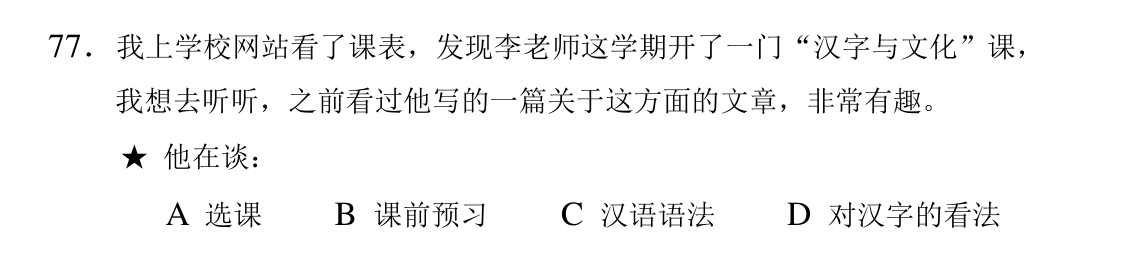 77．我上学校网站看了课表，发现李老师这学期开了一门“汉字与文化”课，
我想去听听，之前看过他写的一篇关于这方面的文章，非常有趣。
★ 他在谈：
A 选课 B 课前预习 C 汉语语法 D 对汉字的看法